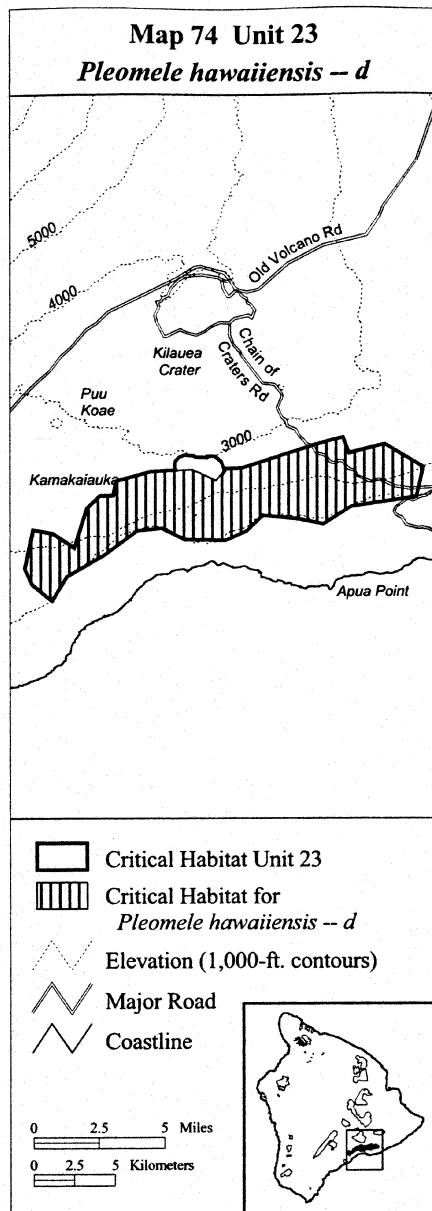 Map 74 Unit 23
Pleomele hawaiiensis -- d
Old Volcano Rd
5000
4000
Kilauea
Crater
Chain of
Craters Rd
Puu
Koae
3000
Kamakaiauka
Apua Point
Critical Habitat Unit 23
Critical Habitat for
Pleomele hawaiiensis -- d
Elevation (1,000-ft. contours)
Major Road
Coastline
0 2.5 5 Miles
0 2.5 5 Kilometers